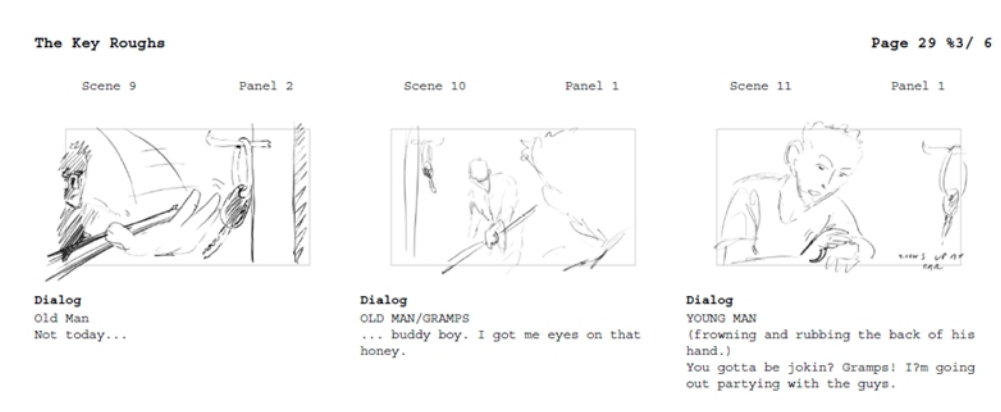 The Key Roughs
Page 29 %3/ 6
Scene 9 Panel 2
Scene 10 Panel 1
Scene 11 Panel 1
Dialog
Old Man
Not today...
Dialog
OLD MAN/GRAMPS
... buddy boy. I got me eyes on that
honey.
UP AT
Dialog
YOUNG MAN
(frowning and rubbing the back of his
hand.)
You gotta be jokin? Gramps! I?m going
out partying with the guys.